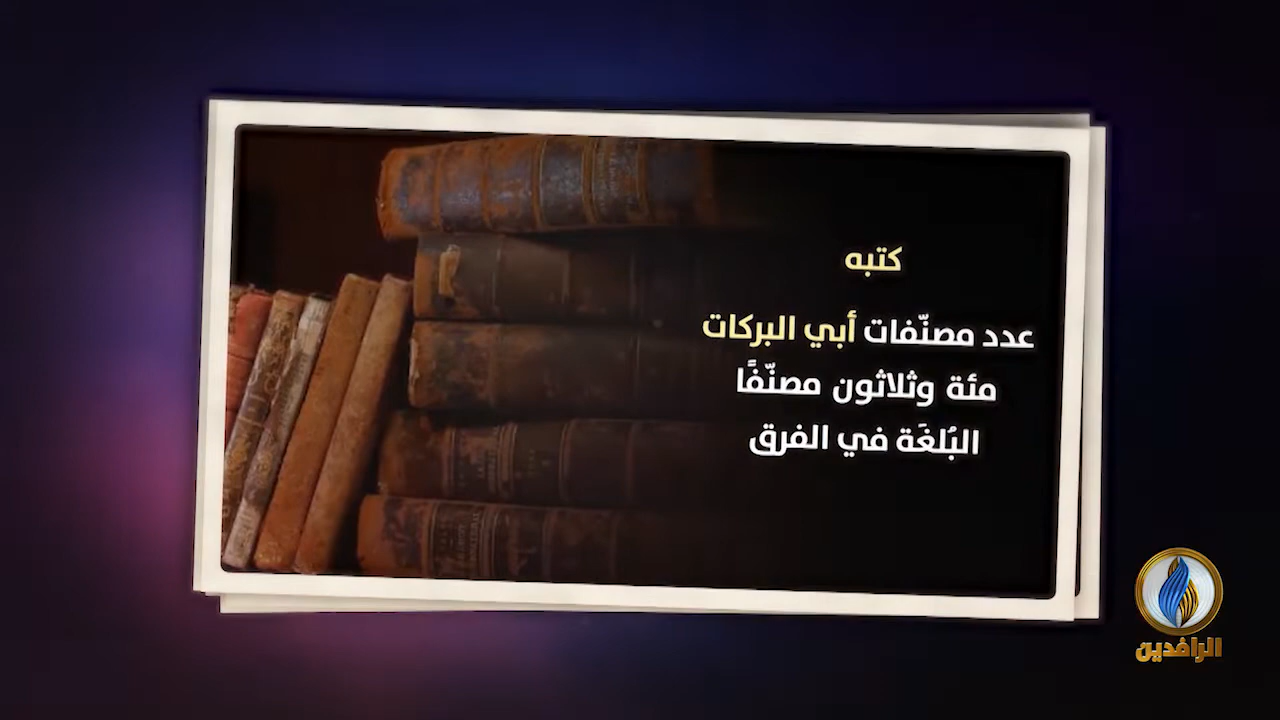 كتبه
عدد مصنّفات أبي البركات
مئة وثلاثون مصنّفًا
البُلغَة في الفرق
الرافدين